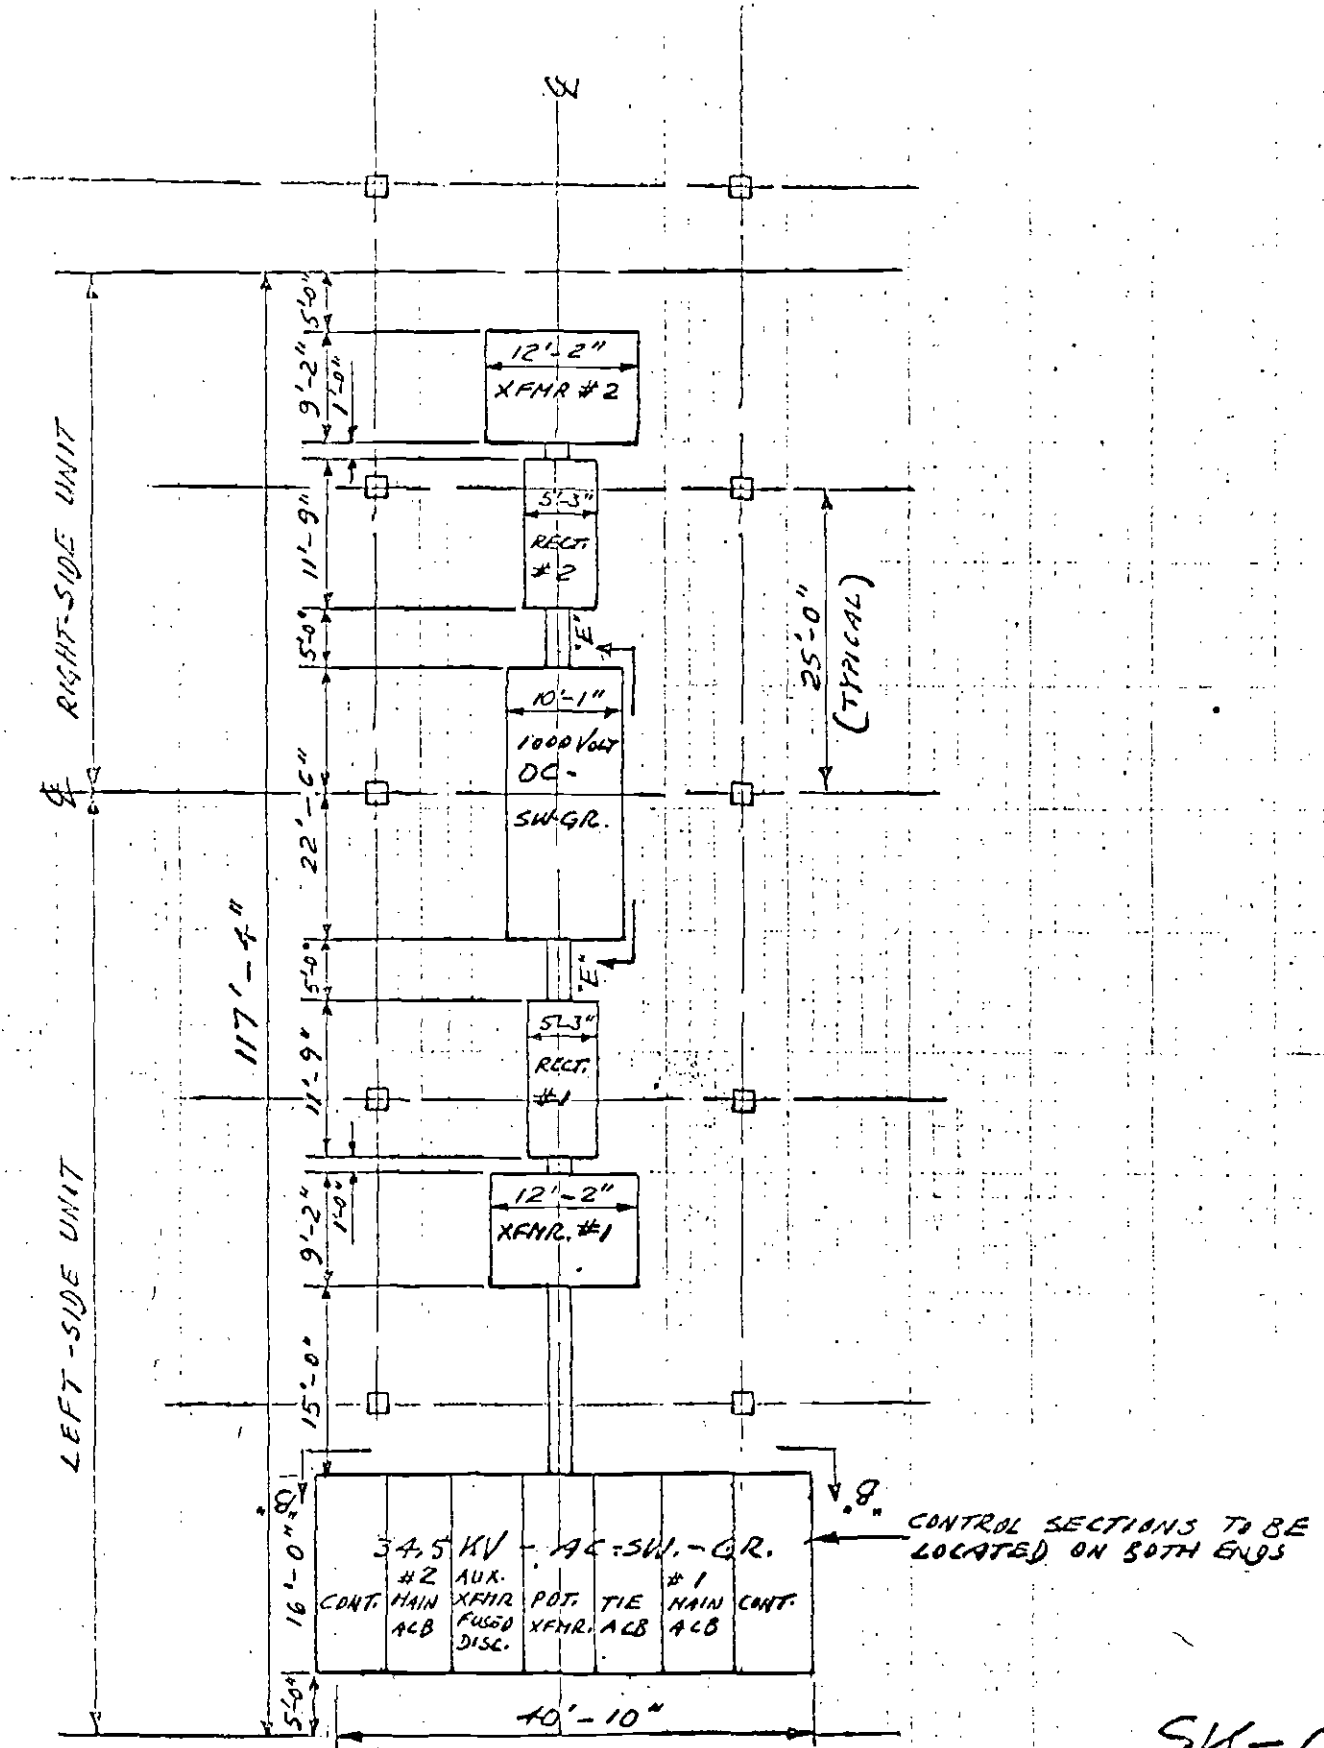 ℄
5'-0"
9'-2"
1'-0"
12'-2"
XFMR #2
RIGHT-SIDE UNIT
11'-9"
5'-3"
RECT.
#2
5'-0"
"E"
25'-0"
(TYPICAL)
10'-1"
1000 VOLT
DC-
SW-GR.
℄
22'-6"
117'-4"
5'-0"
"E"
11'-9"
5'-3"
RECT.
#1
LEFT-SIDE UNIT
9'-2"
1'-0"
12'-2"
XFMR. #1
15'-0"
"B"
"B"
16'-0"
34.5 KV - AC-SW.-GR.
CONT.
#2
MAIN
ACB
AUX.
XFMR
FUSED
DISC.
POT.
XFMR.
TIE
ACB
#1
MAIN
ACB
CONT.
CONTROL SECTIONS TO BE
LOCATED ON BOTH ENDS
5'-0"
40'-10"